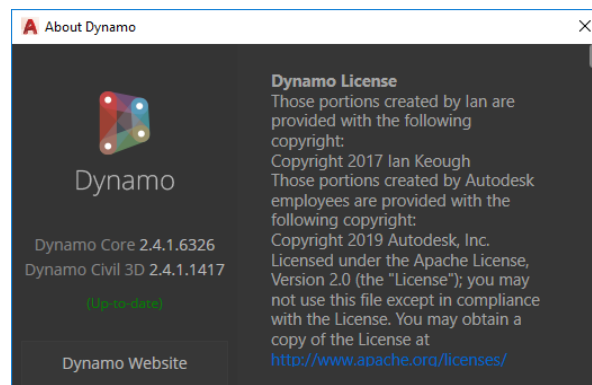 About Dynamo
Dynamo
Dynamo Core 2.4.1.6326
Dynamo Civil 3D 2.4.1.1417
(Up-to-date)
Dynamo Website
Dynamo License
Those portions created by Ian are
provided with the following
copyright:
Copyright 2017 Ian Keough
Those portions created by Autodesk
employees are provided with the
following copyright:
Copyright 2019 Autodesk, Inc.
Licensed under the Apache License,
Version 2.0 (the "License"); you may
not use this file except in compliance
with the License. You may obtain a
copy of the License at
http://www.apache.org/licenses/